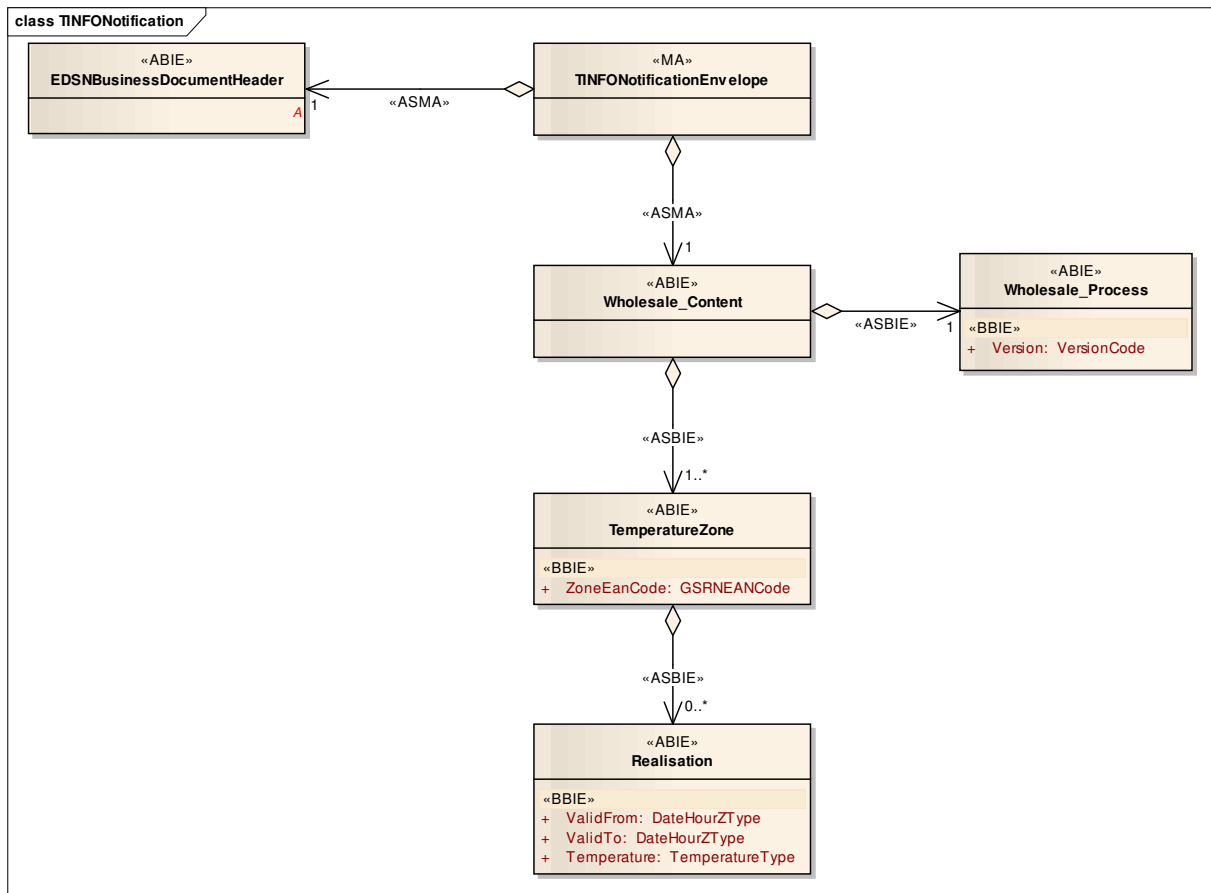 class TINFONotification
«ABIE»
EDSNBusinessDocumentHeader
A
«MA»
TINFONotificationEnvelope
1
«ASMA»
«ASMA»
1
«ABIE»
Wholesale_Content
«ABIE»
Wholesale_Process
«BBIE»
+ Version: VersionCode
«ASBIE»
1
«ASBIE»
1..*
«ABIE»
TemperatureZone
«BBIE»
+ ZoneEanCode: GSRNEANCode
«ASBIE»
0..*
«ABIE»
Realisation
«BBIE»
+ ValidFrom: DateHourZType
+ ValidTo: DateHourZType
+ Temperature: TemperatureType